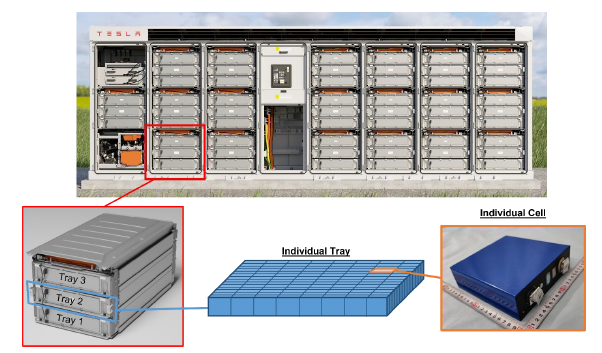 TESLA
Individual Cell
Individual Tray
Tray 3
Tray 2
Tray 1